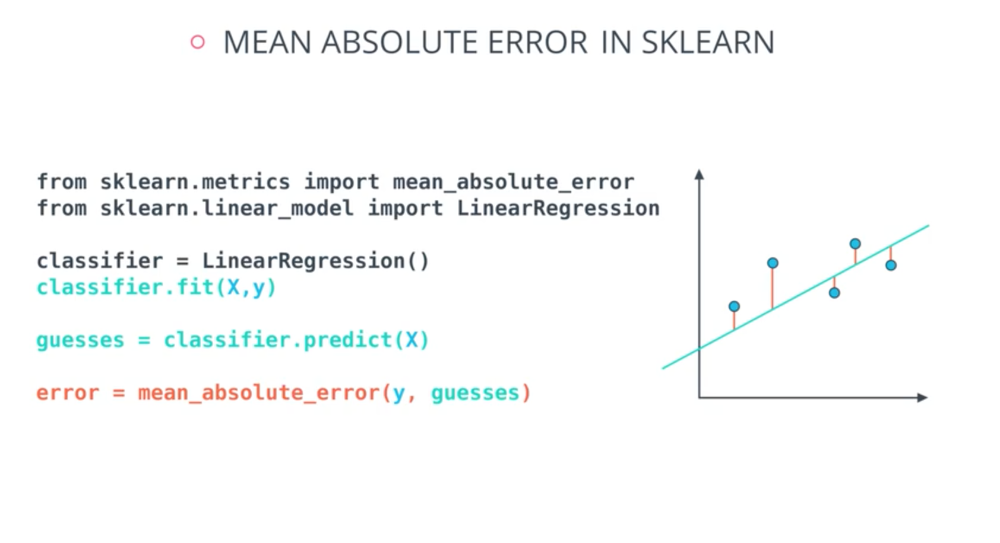 MEAN ABSOLUTE ERROR IN SKLEARN
from sklearn.metrics import mean_absolute_error
from sklearn.linear_model import LinearRegression
classifier = LinearRegression()
classifier.fit(X,y)
guesses = classifier.predict(X)
error = mean_absolute_error(y, guesses)